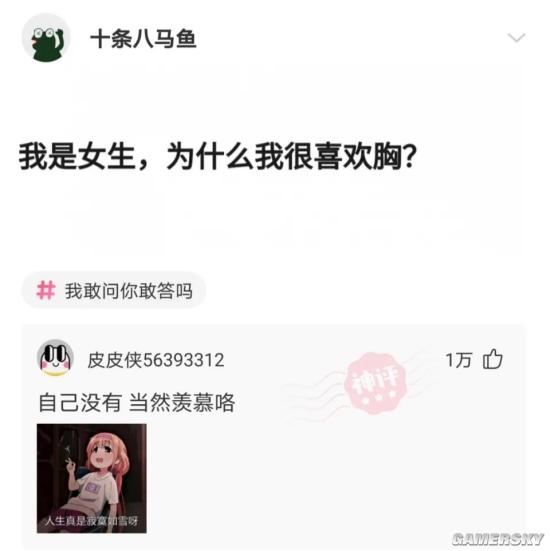 十条八马鱼
我是女生，为什么我很喜欢胸？
# 我敢问你敢答吗
皮皮侠56393312
1万
神评
自己没有 当然羡慕咯
人生真是寂寞如雪呀
GAMERSKY